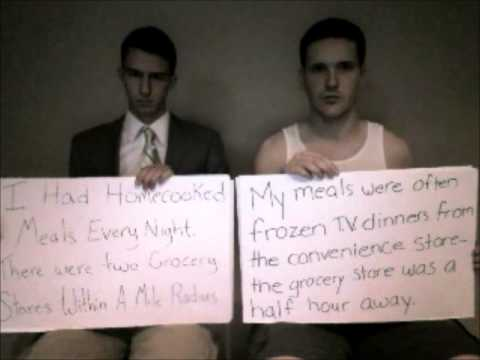 I Had Homecooked
Meals Every Night.
There were two Grocery
Stores Within A Mile Radius
My meals were often
frozen T.V. dinners from
the convenience store-
the grocery store was a
half hour away.